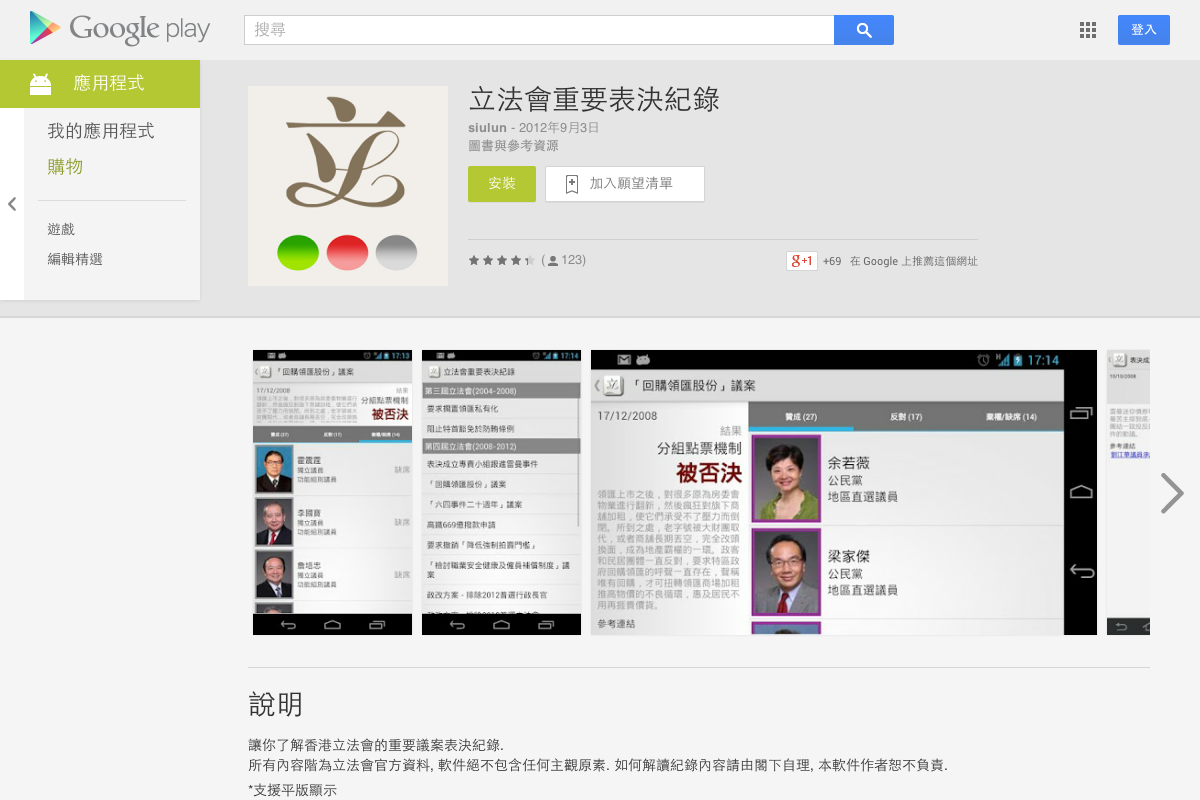 Google play
搜尋
登入
應用程式
我的應用程式
購物
遊戲
編輯精選
立
立法會重要表決紀錄
siulun - 2012年9月3日
圖書與參考資源
安裝
加入願望清單
(123)
g+1 +69 在 Google 上推薦這個網址
17:13
「回購領匯股份」議案
17/12/2008
結果
分組點票機制
被否決
贊成 (27) 反對 (17) 棄權/缺席 (14)
霍震霆
獨立議員
功能組別議員
缺席
李國寶
獨立議員
功能組別議員
缺席
詹培忠
獨立議員
功能組別議員
缺席
17:14
立法會重要表決紀錄
第三屆立法會(2004-2008)
要求擱置領匯私有化
阻止特首豁免於防賄條例
第四屆立法會(2008-2012)
表決成立專責小組跟進雷曼事件
「回購領匯股份」議案
「六四事件二十週年」議案
高鐵669億撥款申請
要求撤銷「降低強制拍賣門檻」
「檢討職業安全健康及僱員補償制度」議案
政改方案 - 排除2012普選行政長官
17:14
「回購領匯股份」議案
17/12/2008
結果
分組點票機制
被否決
領匯上市之後，對很多原為房委會
物業進行翻新，然後瘋狂對旗下商
舖加租，使它們承受不了壓力而倒
閉。所到之處，老字號被大財團取
代，或者商舖長期丟空，完全改頭
換面，成為地產霸權的一環。政客
和民居團體一直反對，要求特區政
府回購領匯的呼聲一直存在，聲稱
唯有回購，才可扭轉領匯商場加租
推高物價的不良循環，惠及居民不
用再捱貴價貨。
參考連結
贊成 (27) 反對 (17) 棄權/缺席 (14)
余若薇
公民黨
地區直選議員
梁家傑
公民黨
地區直選議員
參考連結
說明
讓你了解香港立法會的重要議案表決紀錄.
所有內容階為立法會官方資料, 軟件絕不包含任何主觀原素. 如何解讀紀錄內容請由閣下自理, 本軟件作者恕不負責.
*支援平版顯示